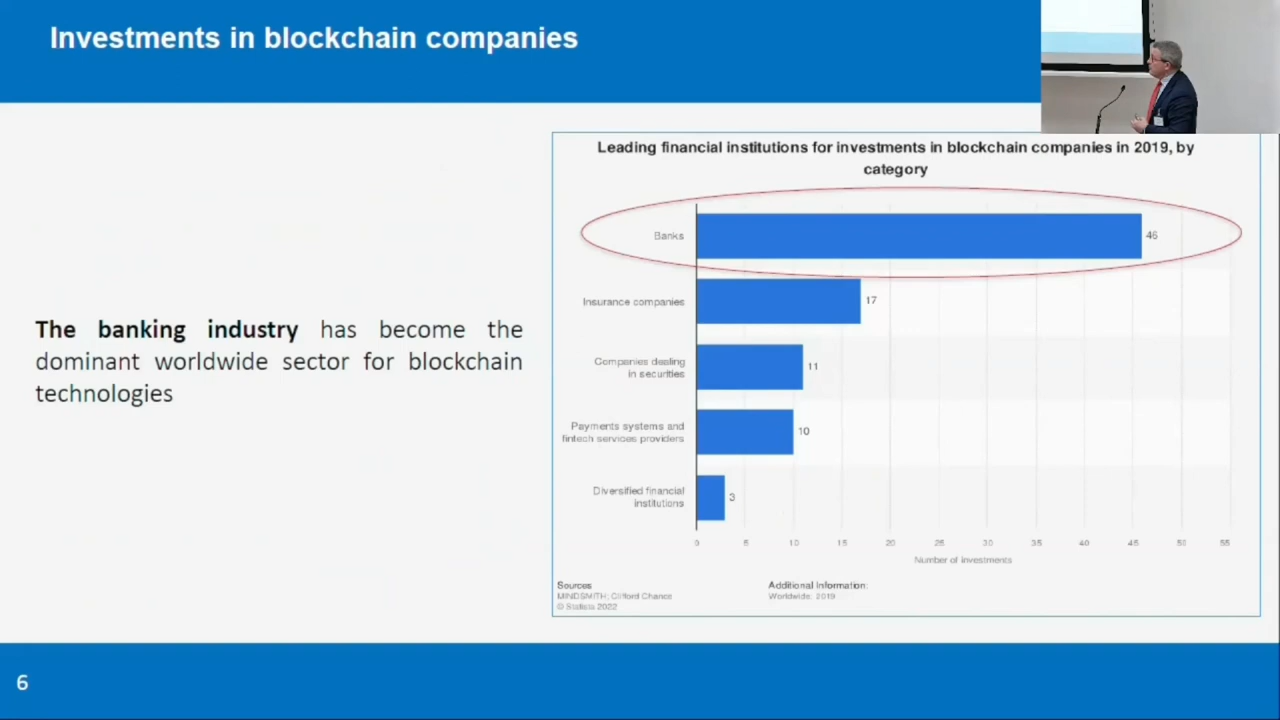 Investments in blockchain companies
The banking industry has become the
dominant worldwide sector for blockchain
technologies
Leading financial institutions for investments in blockchain companies in 2019, by
category
Banks
46
Insurance companies
17
Companies dealing
in securities
11
Payments systems and
fintech services providers
10
Diversified financial
institutions
3
0 5 10 15 20 25 30 35 40 45 50 55
Number of investments
Sources
MINDSMITH; Clifford Chance
© Statista 2022
Additional Information:
Worldwide; 2019
6